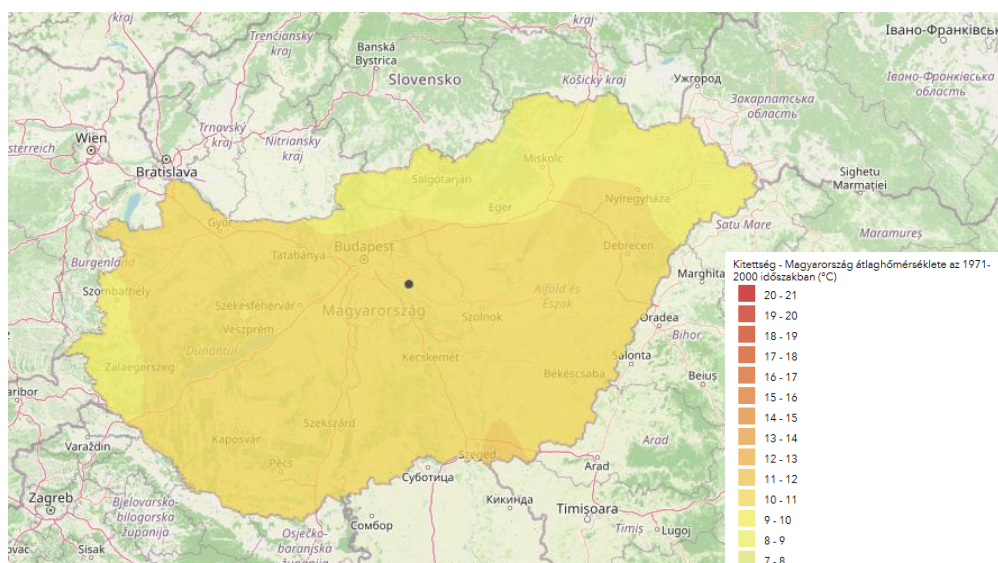 kraj
Trenčiansky
kraj
Banská
Bystrica
kraj
Івано-Франківськ
Slovensko
Košický kraj
Ужгород
Івано-Франківська
область
Закарпатська
область
Trnavský
kraj
Nitriansky
kraj
Wien
sterreich
Bratislava
Miskolc
Salgótarján
Sighetu
Marmației
Eger
Nyíregyháza
Győr
Satu Mare
Maramureș
Budapest
Tatabánya
Debrecen
Burgenland
Marghita
Szombathely
Alföld és
Észak
Székesfehérvár
Magyarország
Szolnok
Oradea
Veszprém
Bihor
Dunántúl
Kecskemét
Salonta
Zalaegerszeg
Békéscsaba
Beiuș
aribor
Szekszárd
Kaposvár
Arad
Varaždin
Szeged
Pécs
Arad
Суботица
Zagreb
Bjelovarsko-
bilogorska
županija
Кикинда
Timișoara
Сомбор
Timiș
Lugoj
Osječko-
baranjska
županija
ovac
Sisak
Kitettség - Magyarország átlaghőmérséklete az 1971-
2000 időszakban (°C)
20 - 21
19 - 20
18 - 19
17 - 18
16 - 17
15 - 16
14 - 15
13 - 14
12 - 13
11 - 12
10 - 11
9 - 10
8 - 9
7 - 8